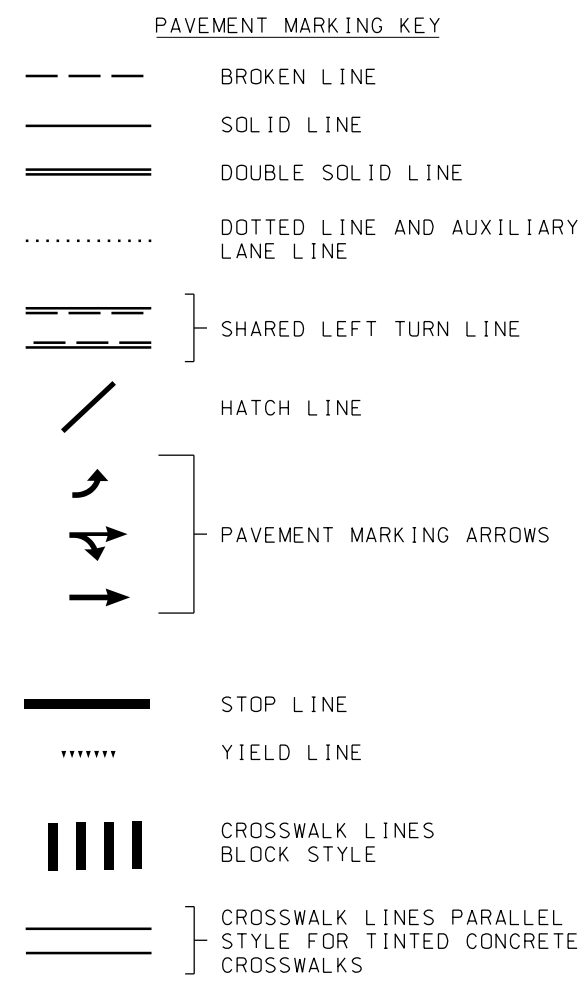 PAVEMENT MARKING KEY
BROKEN LINE
SOLID LINE
DOUBLE SOLID LINE
DOTTED LINE AND AUXILIARY
LANE LINE
SHARED LEFT TURN LINE
HATCH LINE
PAVEMENT MARKING ARROWS
STOP LINE
YIELD LINE
CROSSWALK LINES
BLOCK STYLE
CROSSWALK LINES PARALLEL
STYLE FOR TINTED CONCRETE
CROSSWALKS